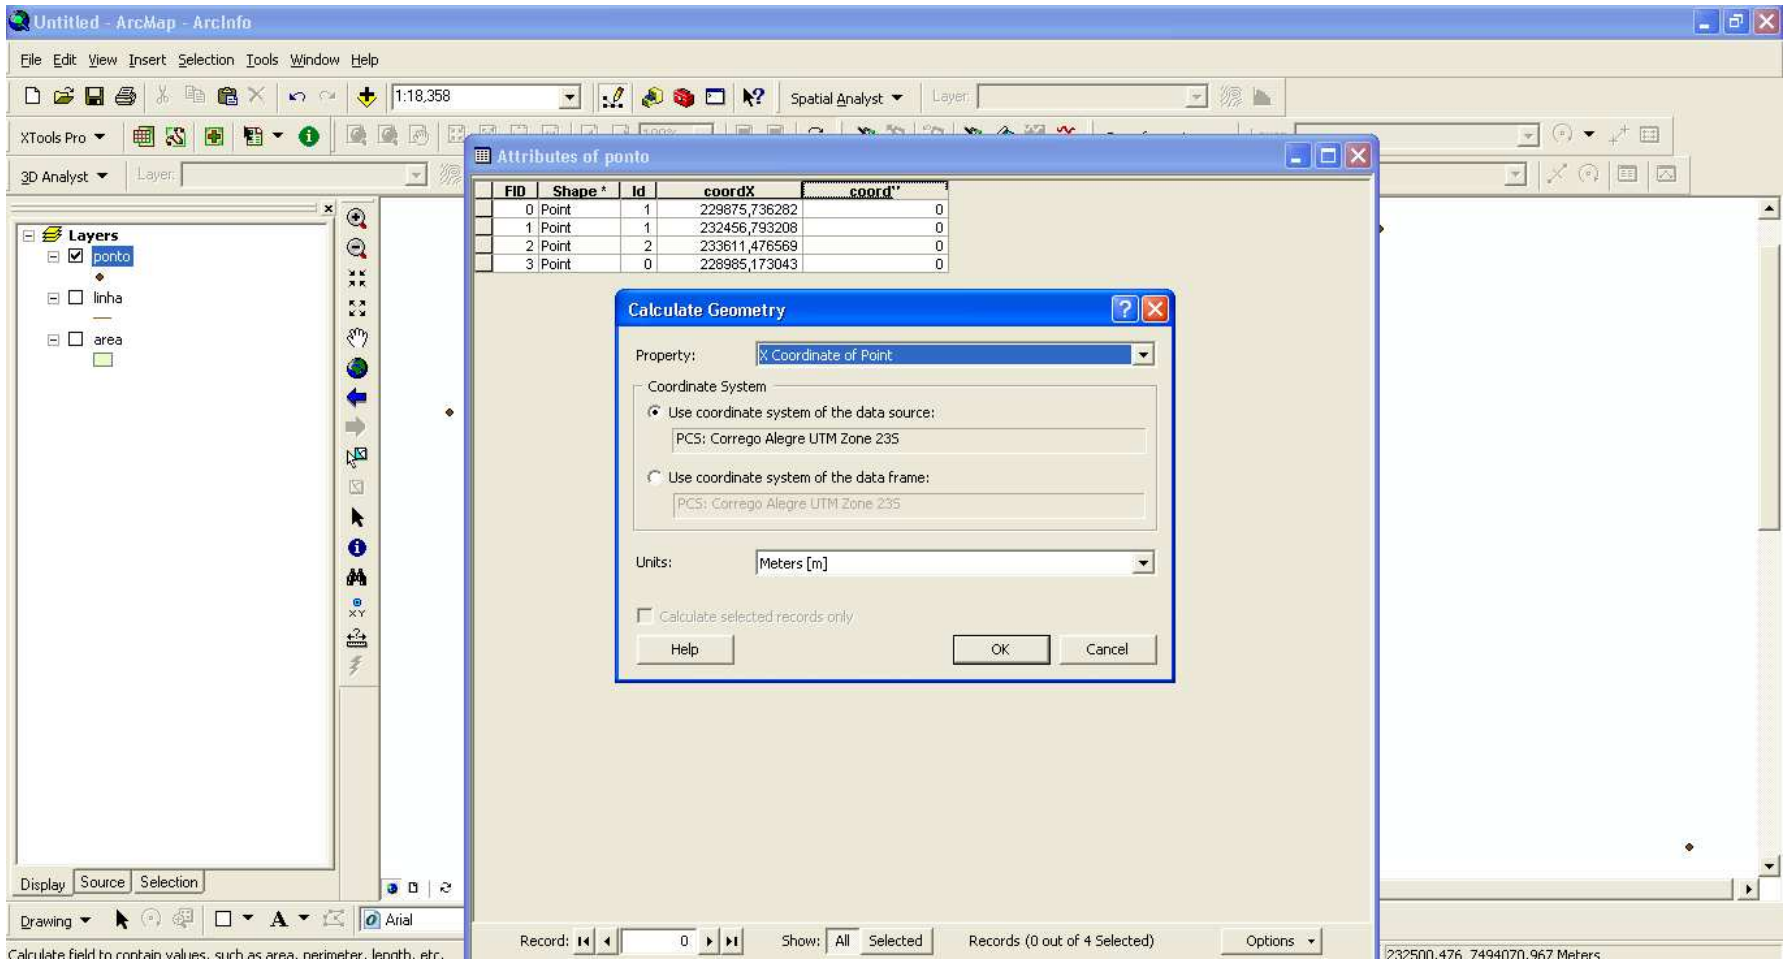 Untitled - ArcMap - ArcInfo
File Edit View Insert Selection Tools Window Help
1:18,358 Spatial Analyst Layer:
XTools Pro
3D Analyst Layer:
Attributes of ponto
FID Shape * Id coordX coord
0 Point 1 229875,736282 0
1 Point 1 232456,793208 0
2 Point 2 233611,476569 0
3 Point 0 228985,173043 0
Layers
ponto
linha
area
XY
Calculate Geometry
Property: X Coordinate of Point
Coordinate System
Use coordinate system of the data source:
PCS: Corrego Alegre UTM Zone 23S
Use coordinate system of the data frame:
PCS: Corrego Alegre UTM Zone 23S
Units: Meters [m]
Calculate selected records only
Help OK Cancel
Display Source Selection
Drawing A Arial
Record: 0 Show: All Selected Records (0 out of 4 Selected) Options
Calculate field to contain values, such as area, perimeter, length, etc. 232500,476 7494070,967 Meters